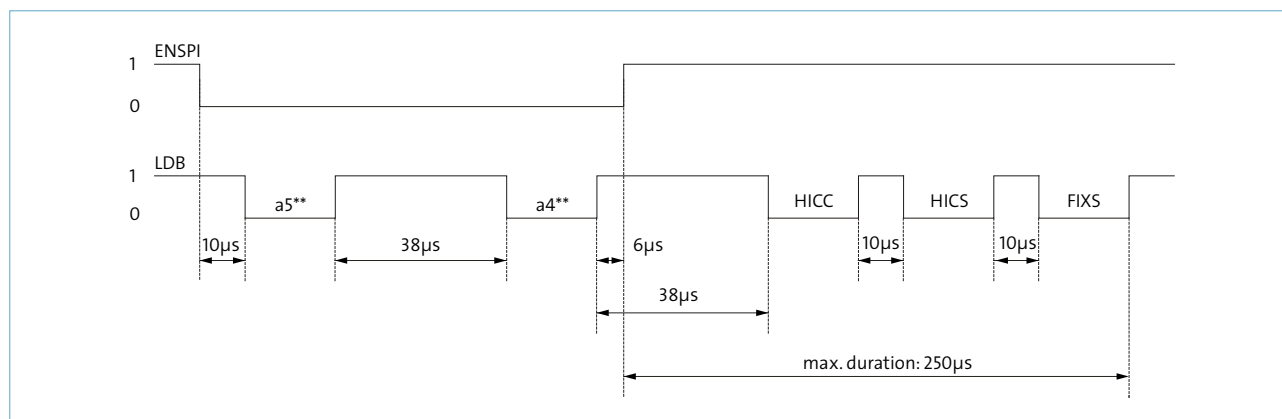 ENSPI
1
0
LDB
1
0
a5**
a4**
HICC
HICS
FIXS
10µs
38µs
6µs
10µs
10µs
38µs
max. duration: 250µs